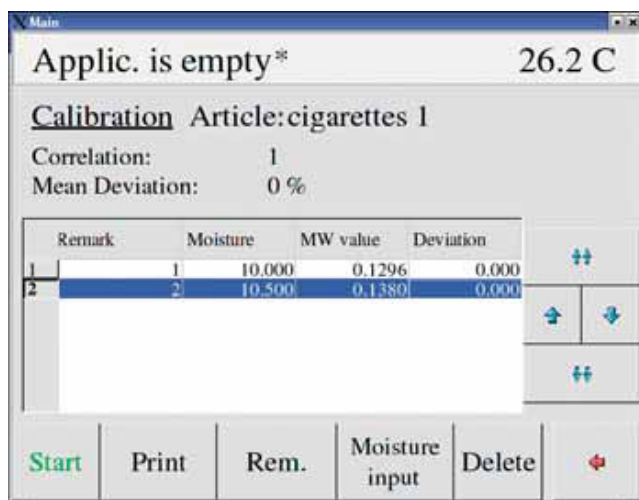 X Main
Applic. is empty* 26.2 C
Calibration Article: cigarettes 1
Correlation: 1
Mean Deviation: 0 %
Remark Moisture MW value Deviation
1 1 10.000 0.1296 0.000
2 2 10.500 0.1380 0.000
Start Print Rem. Moisture input Delete